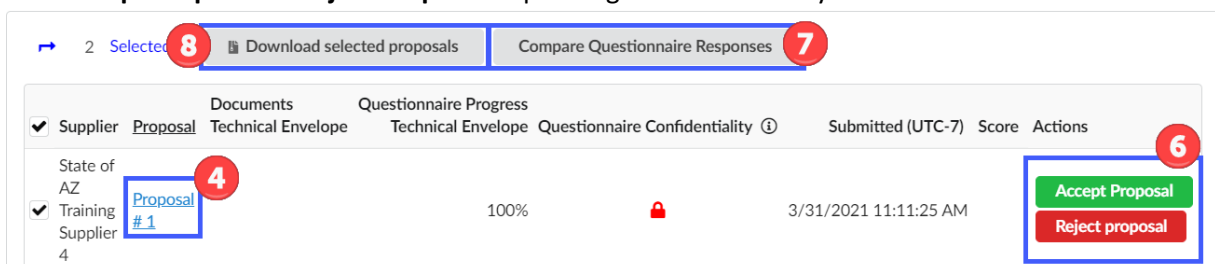 2 Selected
8
Download selected proposals
Compare Questionnaire Responses
7
Documents
Questionnaire Progress
Supplier Proposal Technical Envelope Technical Envelope Questionnaire Confidentiality Submitted (UTC-7) Score Actions
6
State of
AZ
Training
Supplier
4
Proposal
# 1
4
100%
3/31/2021 11:11:25 AM
Accept Proposal
Reject proposal